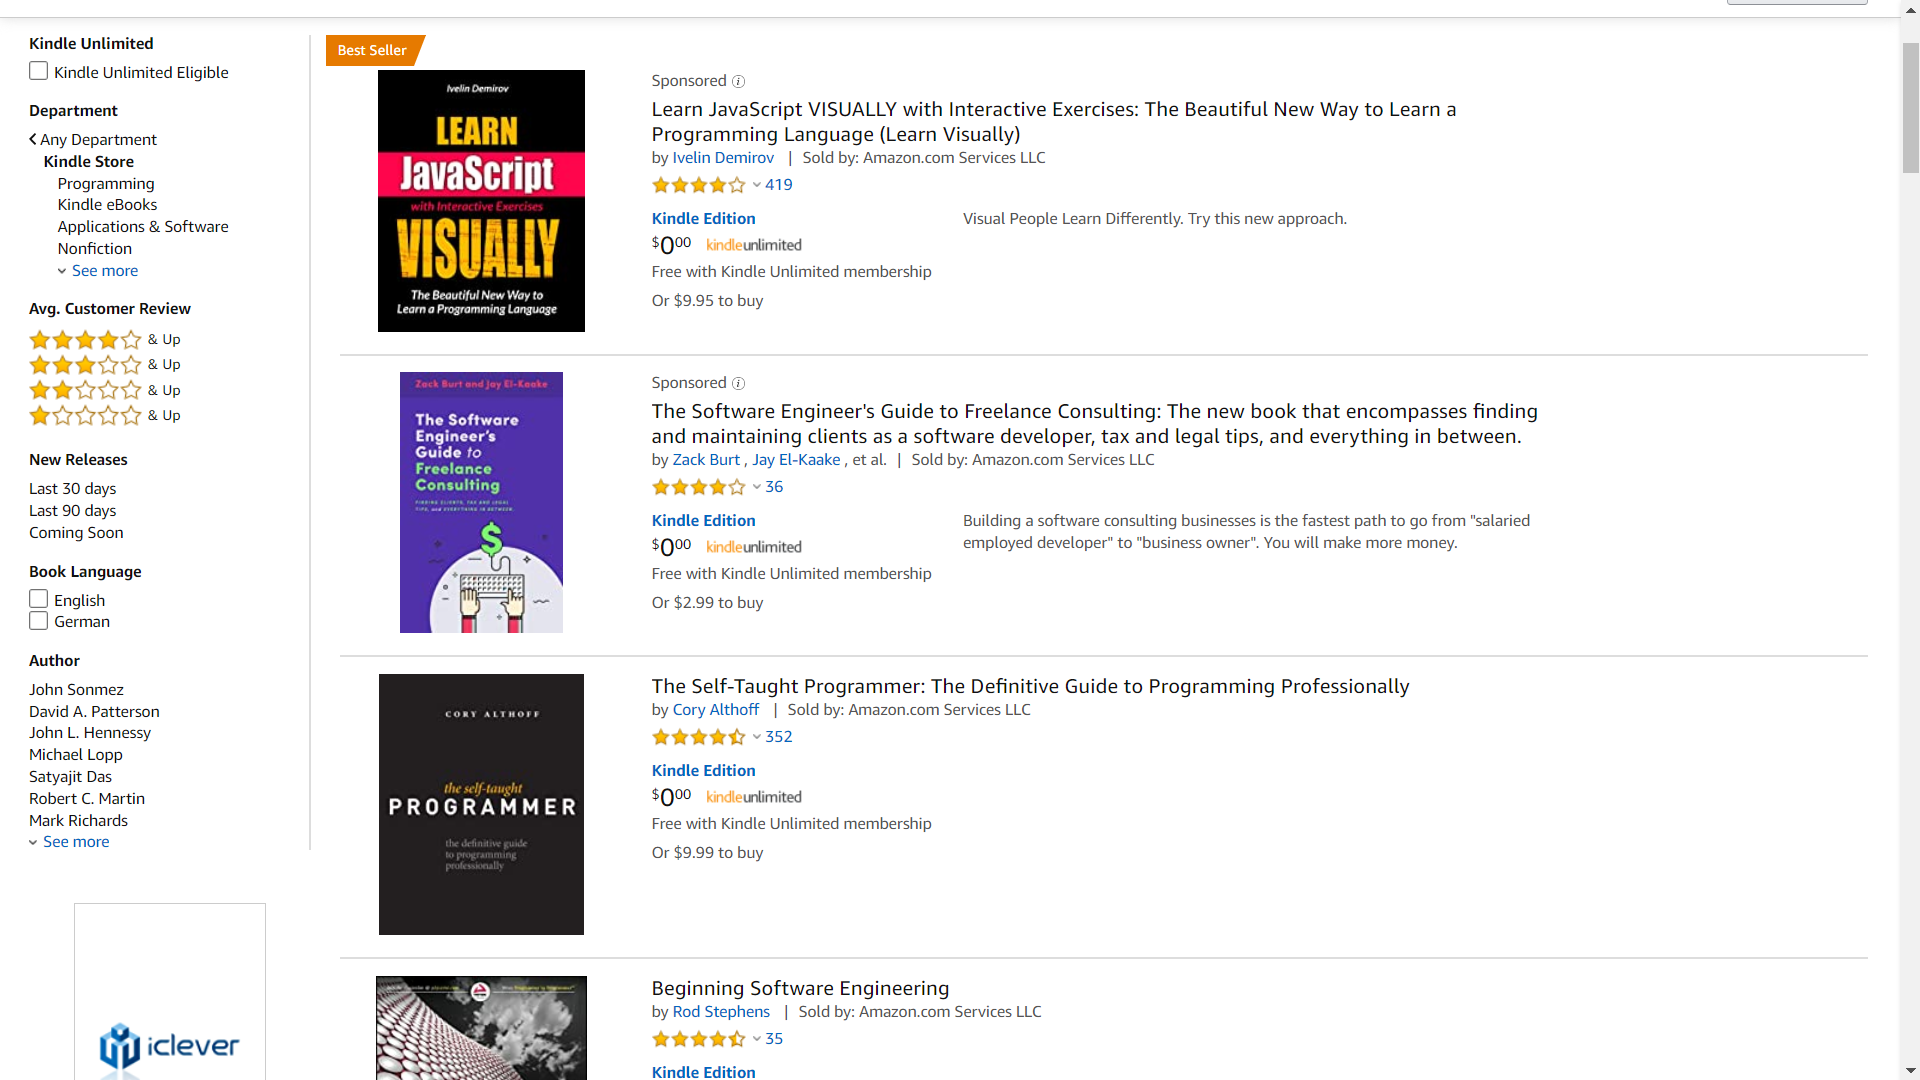 Kindle Unlimited
Kindle Unlimited Eligible
Department
Any Department
Kindle Store
Programming
Kindle eBooks
Applications & Software
Nonfiction
See more
Avg. Customer Review
& Up
& Up
& Up
& Up
New Releases
Last 30 days
Last 90 days
Coming Soon
Book Language
English
German
Author
John Sonmez
David A. Patterson
John L. Hennessy
Michael Lopp
Satyajit Das
Robert C. Martin
Mark Richards
See more
iclever
Best Seller
Ivelin Demirov
LEARN
JavaScript
with Interactive Exercises
VISUALLY
The Beautiful New Way to
Learn a Programming Language
Sponsored
Learn JavaScript VISUALLY with Interactive Exercises: The Beautiful New Way to Learn a
Programming Language (Learn Visually)
by Ivelin Demirov | Sold by: Amazon.com Services LLC
419
Kindle Edition
$000 kindleunlimited
Free with Kindle Unlimited membership
Or $9.95 to buy
Visual People Learn Differently. Try this new approach.
Zack Burt and Jay El-Kaake
The Software
Engineer's
Guide to
Freelance
Consulting
FINDING CLIENTS, TAX AND LEGAL
TIPS, AND EVERYTHING IN BETWEEN.
Sponsored
The Software Engineer's Guide to Freelance Consulting: The new book that encompasses finding
and maintaining clients as a software developer, tax and legal tips, and everything in between.
by Zack Burt , Jay El-Kaake , et al. | Sold by: Amazon.com Services LLC
36
Kindle Edition
$000 kindleunlimited
Free with Kindle Unlimited membership
Or $2.99 to buy
Building a software consulting businesses is the fastest path to go from "salaried
employed developer" to "business owner". You will make more money.
CORY ALTHOFF
the self-taught
PROGRAMMER
the definitive guide
to programming
professionally
The Self-Taught Programmer: The Definitive Guide to Programming Professionally
by Cory Althoff | Sold by: Amazon.com Services LLC
352
Kindle Edition
$000 kindleunlimited
Free with Kindle Unlimited membership
Or $9.99 to buy
Beginning Software Engineering
by Rod Stephens | Sold by: Amazon.com Services LLC
35
Kindle Edition